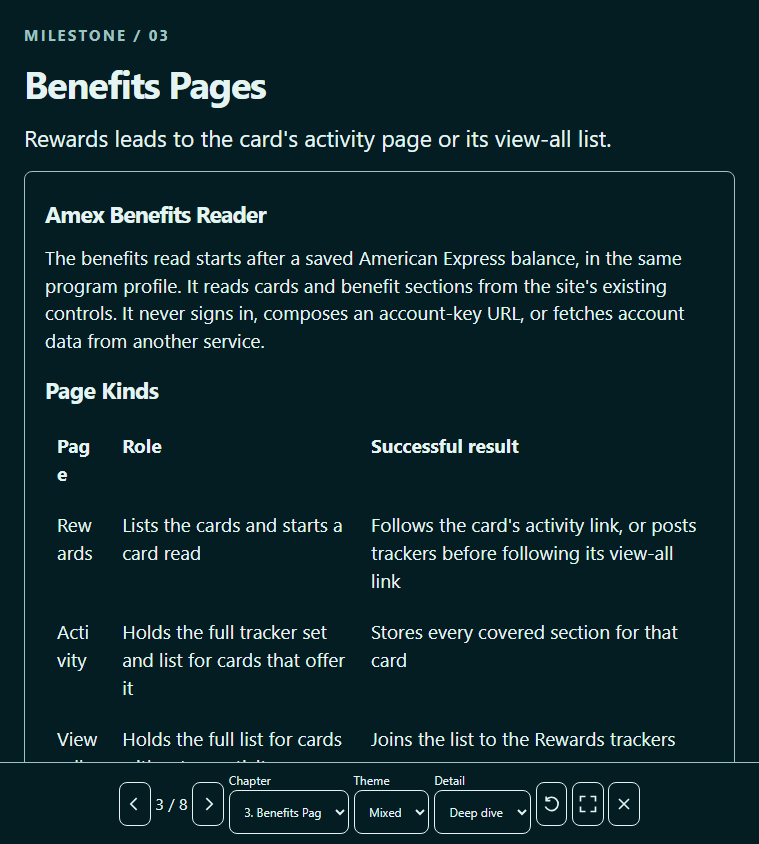 MILESTONE / 03
Benefits Pages
Rewards leads to the card's activity page or its view-all list.
Amex Benefits Reader
The benefits read starts after a saved American Express balance, in the same
program profile. It reads cards and benefit sections from the site's existing
controls. It never signs in, composes an account-key URL, or fetches account
data from another service.
Page Kinds
Pag
e
Role
Successful result
Rew
ards
Lists the cards and starts a
card read
Follows the card's activity link, or posts
trackers before following its view-all
link
Acti
vity
Holds the full tracker set
and list for cards that offer
it
Stores every covered section for that
card
View
Holds the full list for cards
Joins the list to the Rewards trackers
Chapter
Theme
Detail
3 / 8
3. Benefits Pag
Mixed
Deep dive